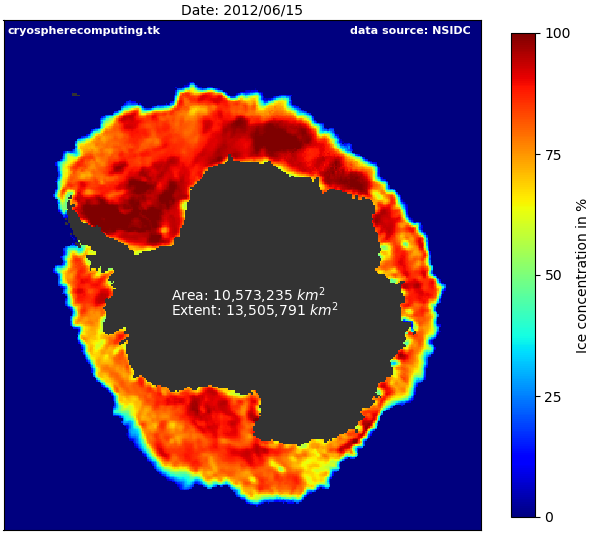 Date: 2012/06/15
cryospherecomputing.tk
data source: NSIDC
100
75
50
25
0
Ice concentration in %
Area: 10,573,235 km²
Extent: 13,505,791 km²